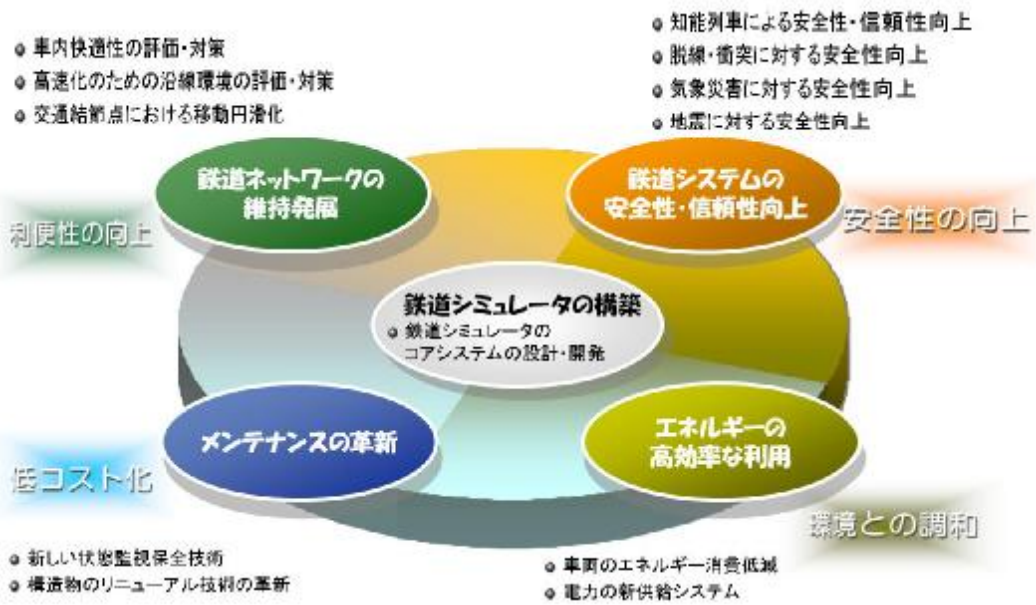 車内快適性の評価・対策
高速化のための沿線環境の評価・対策
交通結節点における移動円滑化
知能列車による安全性・信頼性向上
脱線・衝突に対する安全性向上
気象災害に対する安全性向上
地震に対する安全性向上
鉄道ネットワークの
維持発展
利便性の向上
鉄道システムの
安全性・信頼性向上
安全性の向上
鉄道シミュレータの構築
鉄道シミュレータの
コアシステムの設計・開発
メンテナンスの革新
低コスト化
エネルギーの
高効率な利用
環境との調和
新しい状態監視保全技術
構造物のリニューアル技術の革新
車両のエネルギー消費低減
電力の新供給システム